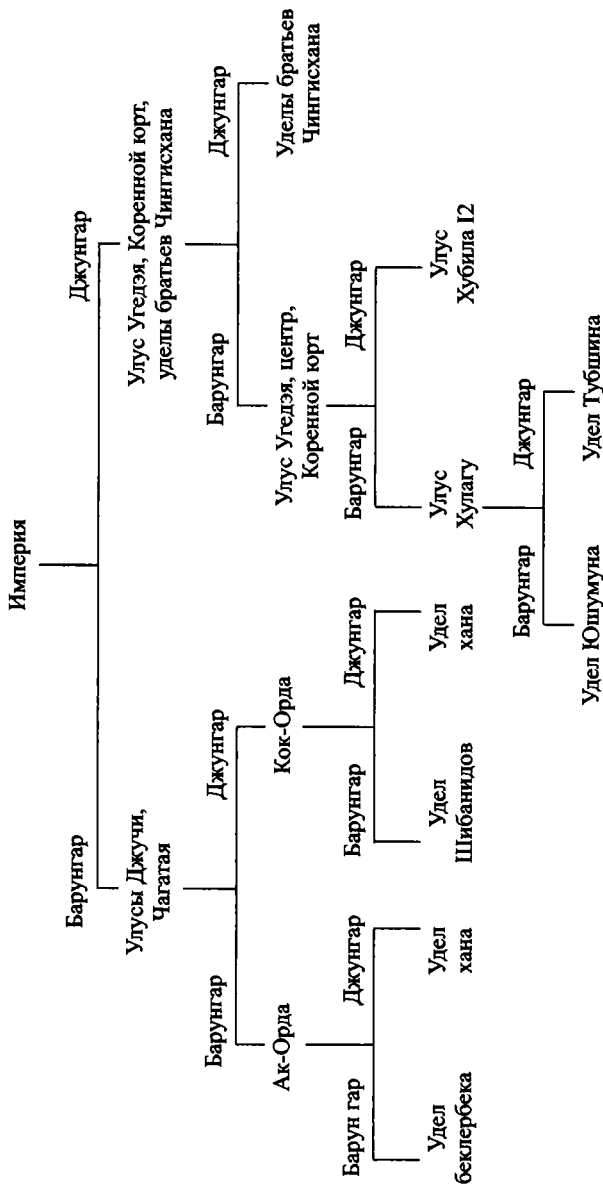 Империя
Барунгар
Джунгар
Улусы Джучи,
Чагатая
Улус Угедэя, Коренной юрт,
уделы братьев Чингисхана
Барунгар
Джунгар
Барунгар
Джунгар
Ак-Орда
Кок-Орда
Улус Угедэя, центр,
Коренной юрт
Уделы братьев
Чингисхана
Барун гар
Джунгар
Барунгар
Джунгар
Барунгар
Джунгар
Удел
беклербека
Удел
хана
Удел
Шибанидов
Удел
хана
Улус
Хулагу
Улус
Хубила I2
Барунгар
Джунгар
Удел Юшумуна
Удел Тубшина